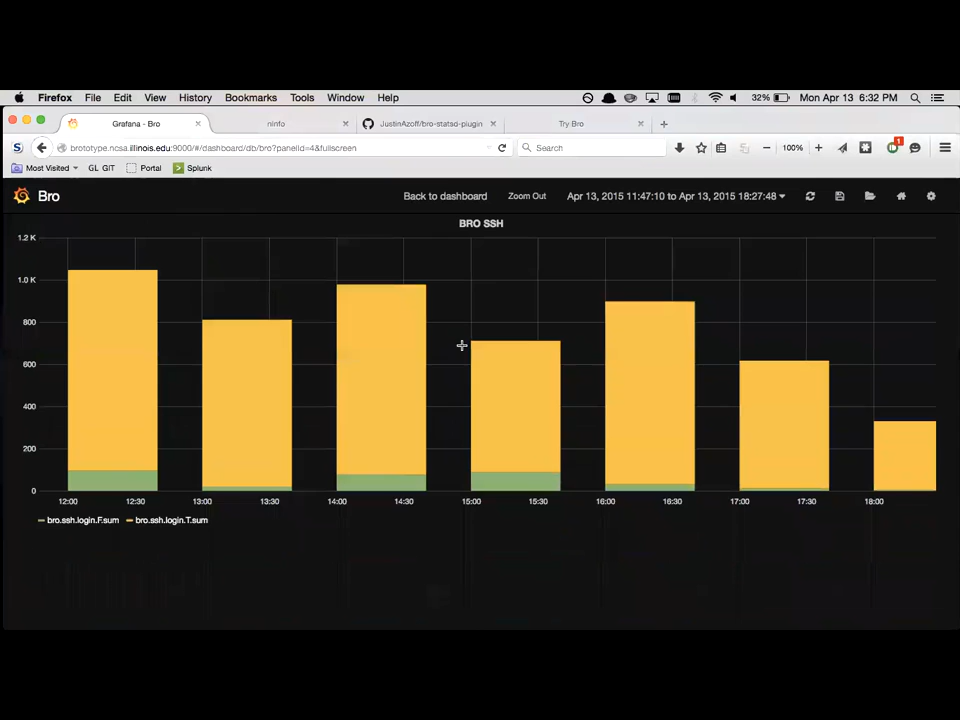 Firefox File Edit View History Bookmarks Tools Window Help 32% Mon Apr 13 6:32 PM
Grafana - Bro ninfo JustinAzoff/bro-statsd-plugin Try Bro
brototype.ncsa.illinois.edu:9000/#/dashboard/db/bro?panelId=4&fullscreen Search 100% 1
Most Visited GL GIT Portal Splunk
Bro Back to dashboard Zoom Out Apr 13, 2015 11:47:10 to Apr 13, 2015 18:27:48
BRO SSH
1.2 K
1.0 K
800
600
400
200
0
12:00 12:30 13:00 13:30 14:00 14:30 15:00 15:30 16:00 16:30 17:00 17:30 18:00
bro.ssh.login.F.sum bro.ssh.login.T.sum